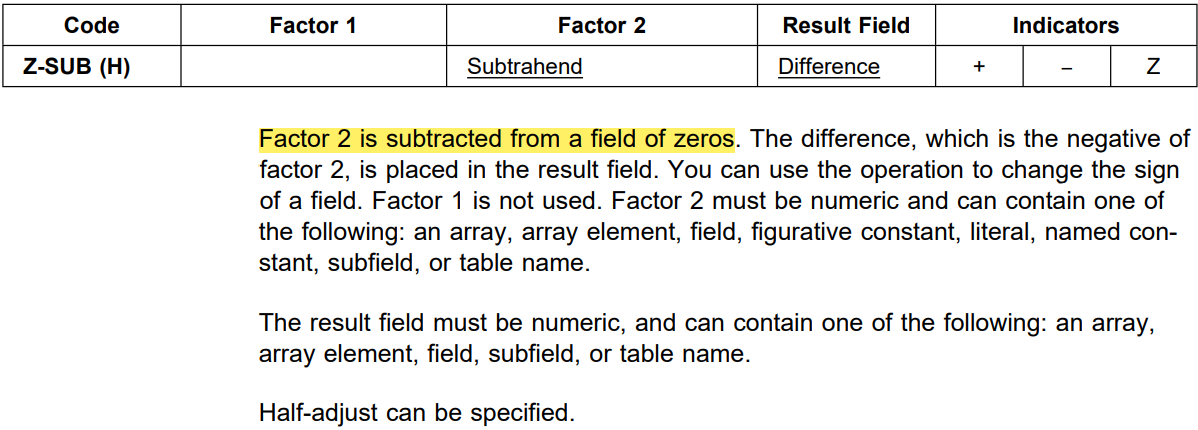 Code Factor 1 Factor 2 Result Field Indicators
Z-SUB (H) Subtrahend Difference + – Z
Factor 2 is subtracted from a field of zeros. The difference, which is the negative of
factor 2, is placed in the result field. You can use the operation to change the sign
of a field. Factor 1 is not used. Factor 2 must be numeric and can contain one of
the following: an array, array element, field, figurative constant, literal, named con-
stant, subfield, or table name.
The result field must be numeric, and can contain one of the following: an array,
array element, field, subfield, or table name.
Half-adjust can be specified.